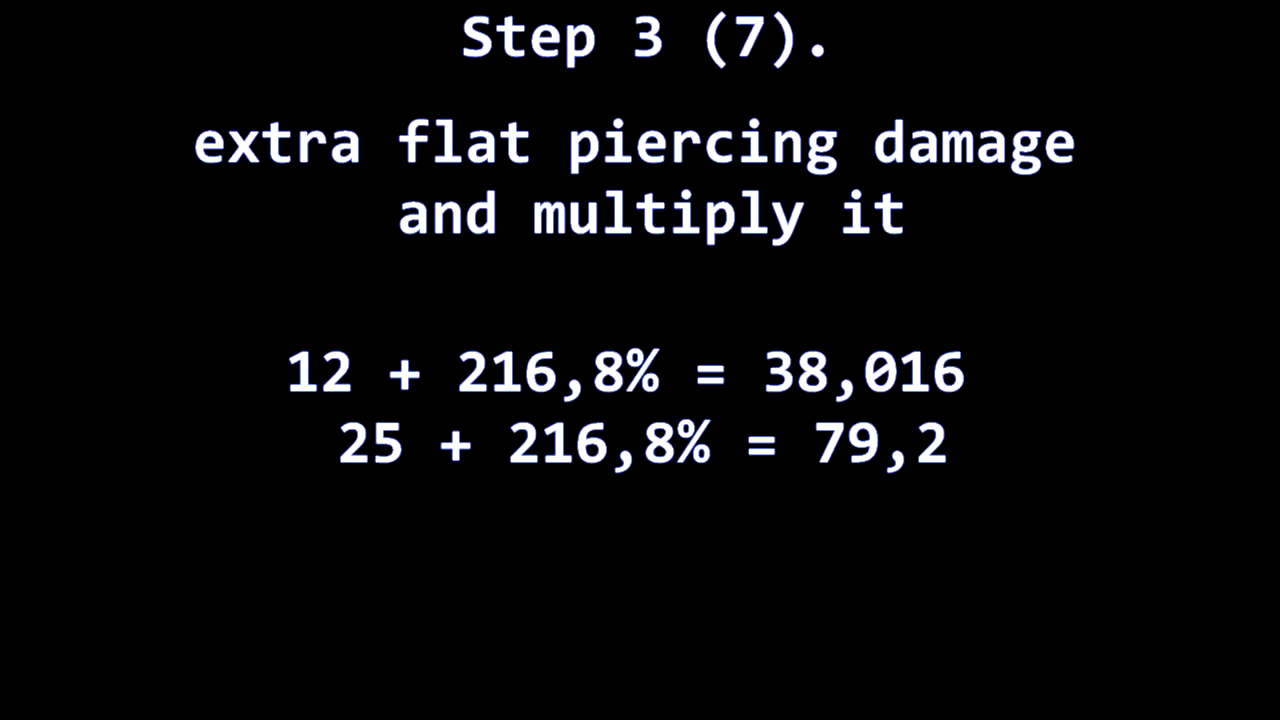 Step 3 (7).
extra flat piercing damage
and multiply it
12 + 216,8% = 38,016
25 + 216,8% = 79,2